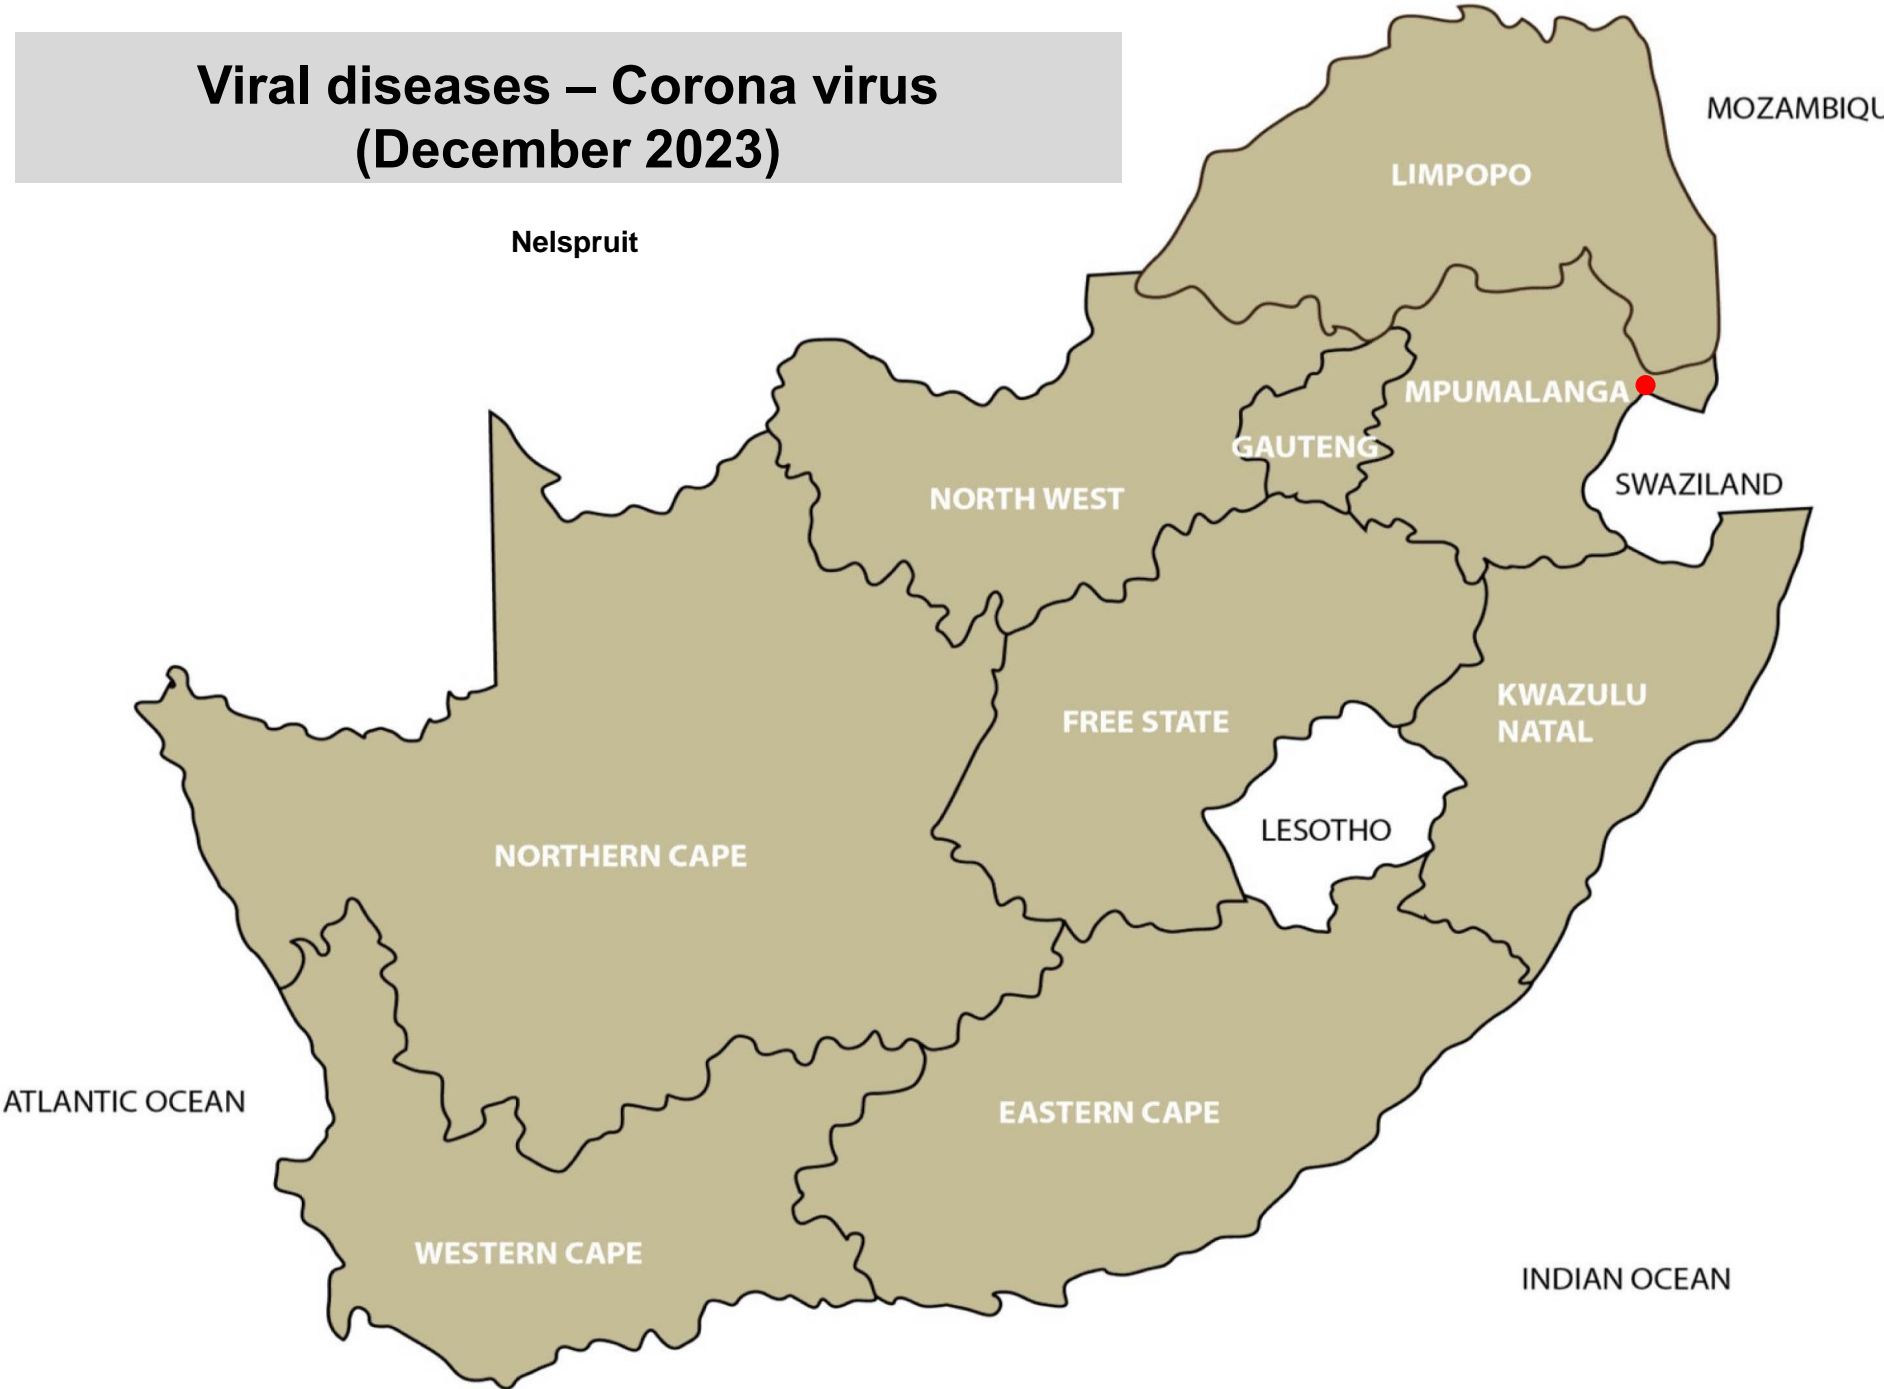 Viral diseases – Corona virus
(December 2023)
Nelspruit
MOZAMBIQU
LIMPOPO
MPUMALANGA
GAUTENG
NORTH WEST
SWAZILAND
KWAZULU
NATAL
FREE STATE
LESOTHO
NORTHERN CAPE
ATLANTIC OCEAN
EASTERN CAPE
WESTERN CAPE
INDIAN OCEAN